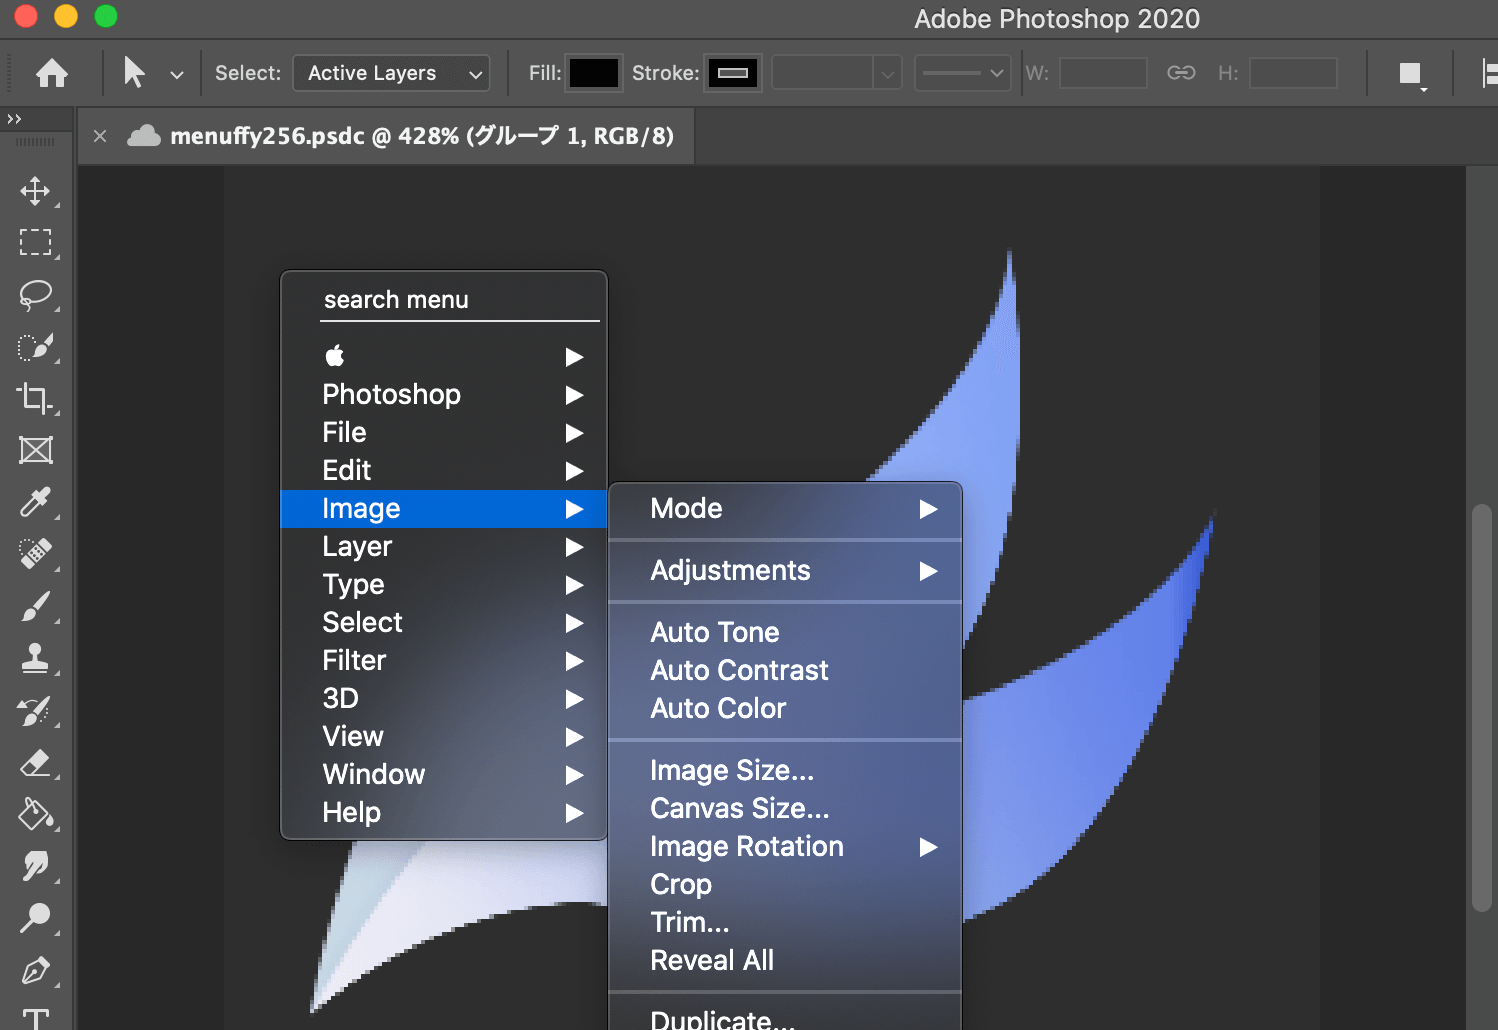 Adobe Photoshop 2020
Select: Active Layers Fill: Stroke: W: H:
menuffy256.psdc @ 428% (グループ 1, RGB/8)
search menu
Photoshop
File
Edit
Image
Layer
Type
Select
Filter
3D
View
Window
Help
Mode
Adjustments
Auto Tone
Auto Contrast
Auto Color
Image Size...
Canvas Size...
Image Rotation
Crop
Trim...
Reveal All
Duplicate...